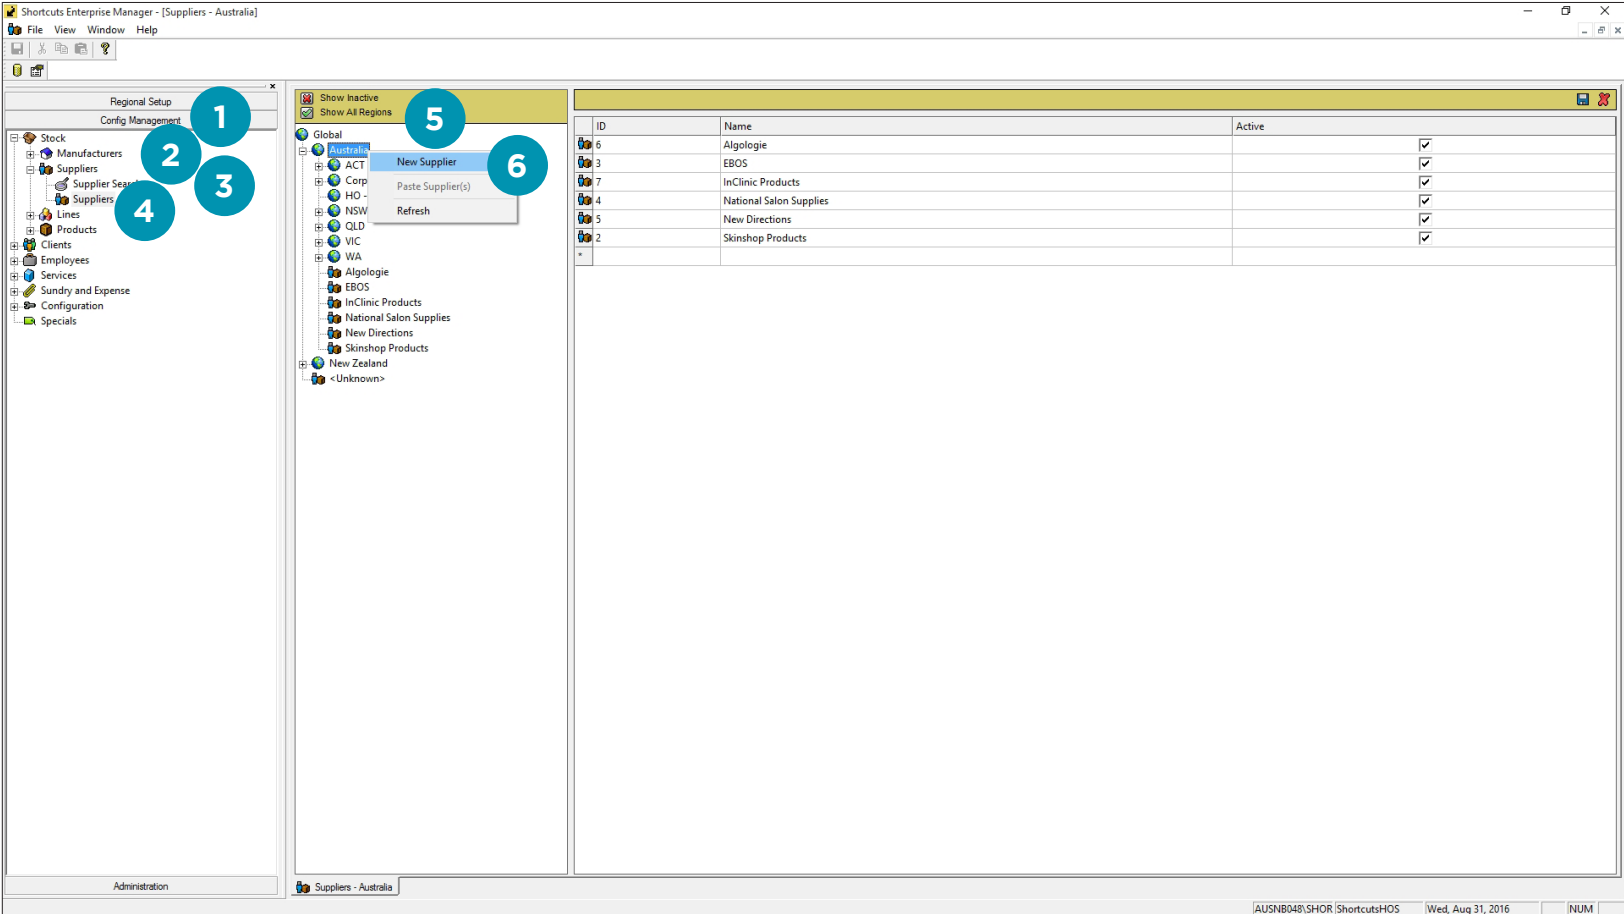 Shortcuts Enterprise Manager - [Suppliers - Australia]
File View Window Help
Regional Setup
Config Management
1
Stock
Manufacturers
2
Suppliers
3
Suppliers
4
Lines
Products
Clients
Employees
Services
Sundry and Expense
Configuration
Specials
Administration
Show Inactive
Show All Regions
5
Global
Australia
ACT
HO -
NSW
QLD
VIC
WA
Algologie
EBOS
InClinic Products
National Salon Supplies
New Directions
Skinshop Products
New Zealand
<Unknown>
New Supplier
6
Paste Supplier(s)
Refresh
Suppliers - Australia
ID Name Active
6 Algologie
3 EBOS
7 InClinic Products
4 National Salon Supplies
5 New Directions
2 Skinshop Products
*
AUSNB048\SHOR ShortcutsHOS Wed, Aug 31, 2016 NUM